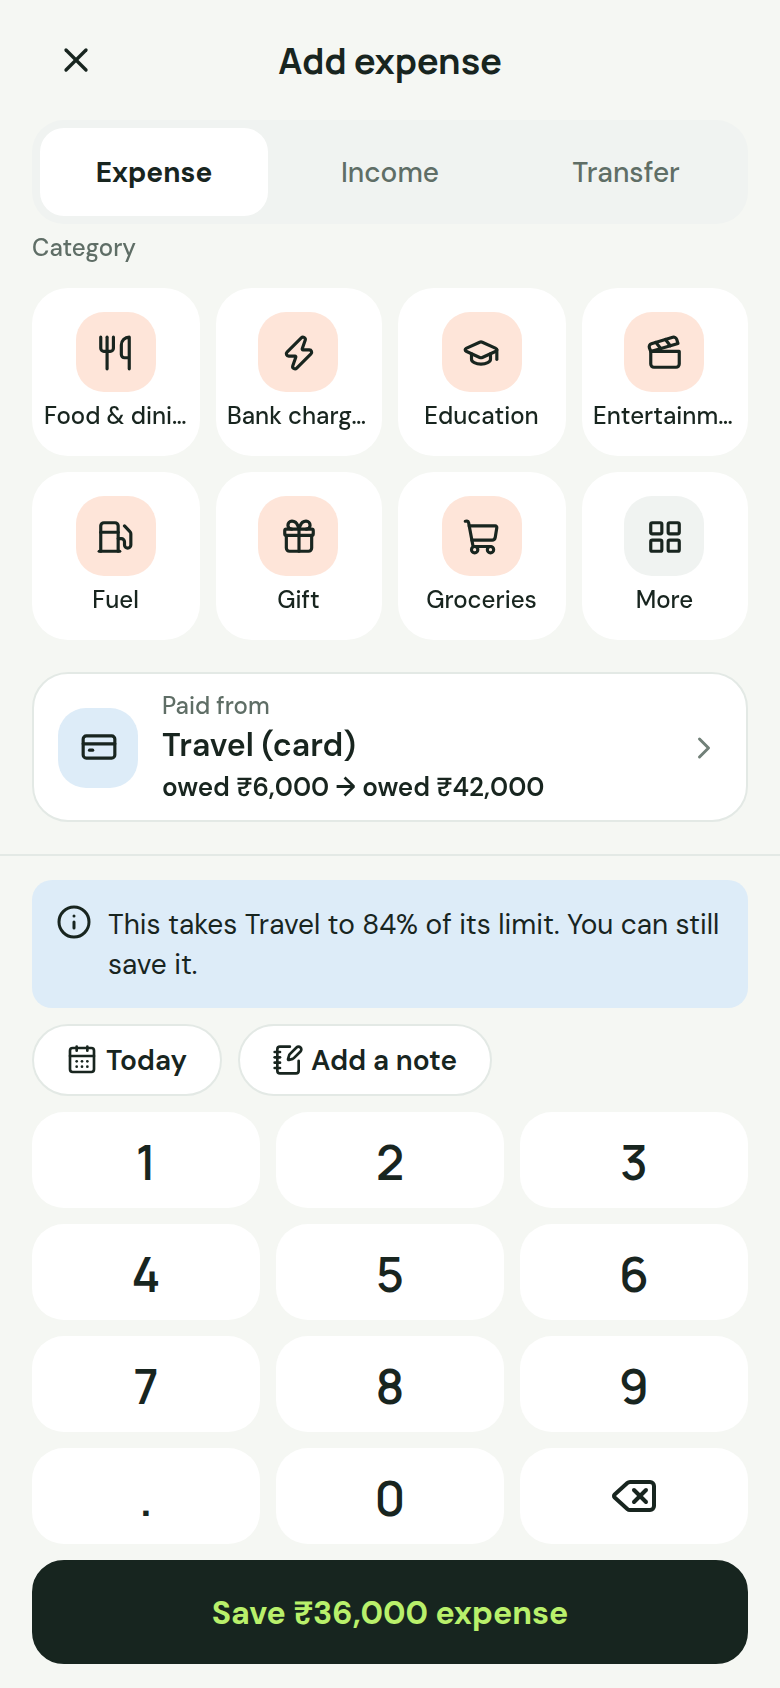 Add expense
Expense
Income
Transfer
Category
Food & dini...
Bank charg...
Education
Entertainm...
Fuel
Gift
Groceries
More
Paid from
Travel (card)
owed ₹6,000 → owed ₹42,000
This takes Travel to 84% of its limit. You can still
save it.
Today
Add a note
1
2
3
4
5
6
7
8
9
.
0
Save ₹36,000 expense